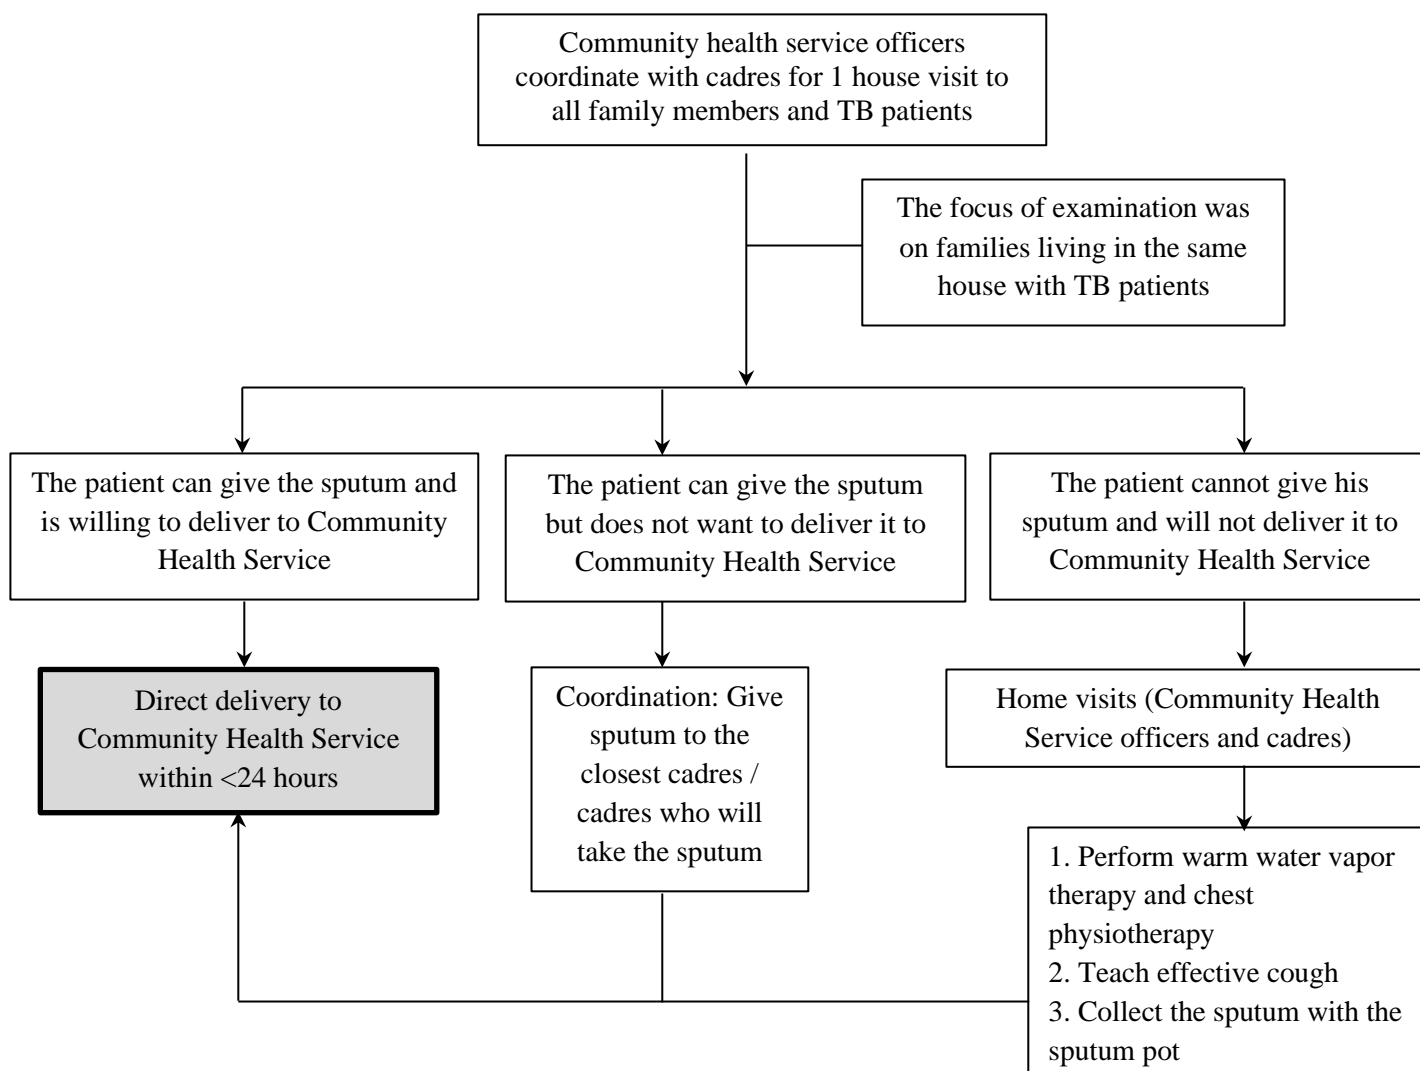 Community health service officers
coordinate with cadres for 1 house visit to
all family members and TB patients
The focus of examination was
on families living in the same
house with TB patients
The patient can give the sputum and
is willing to deliver to Community
Health Service
The patient can give the sputum
but does not want to deliver it to
Community Health Service
The patient cannot give his
sputum and will not deliver it to
Community Health Service
Direct delivery to
Community Health Service
within <24 hours
Coordination: Give
sputum to the
closest cadres /
cadres who will
take the sputum
Home visits (Community Health
Service officers and cadres)
1. Perform warm water vapor
therapy and chest
physiotherapy
2. Teach effective cough
3. Collect the sputum with the
sputum pot